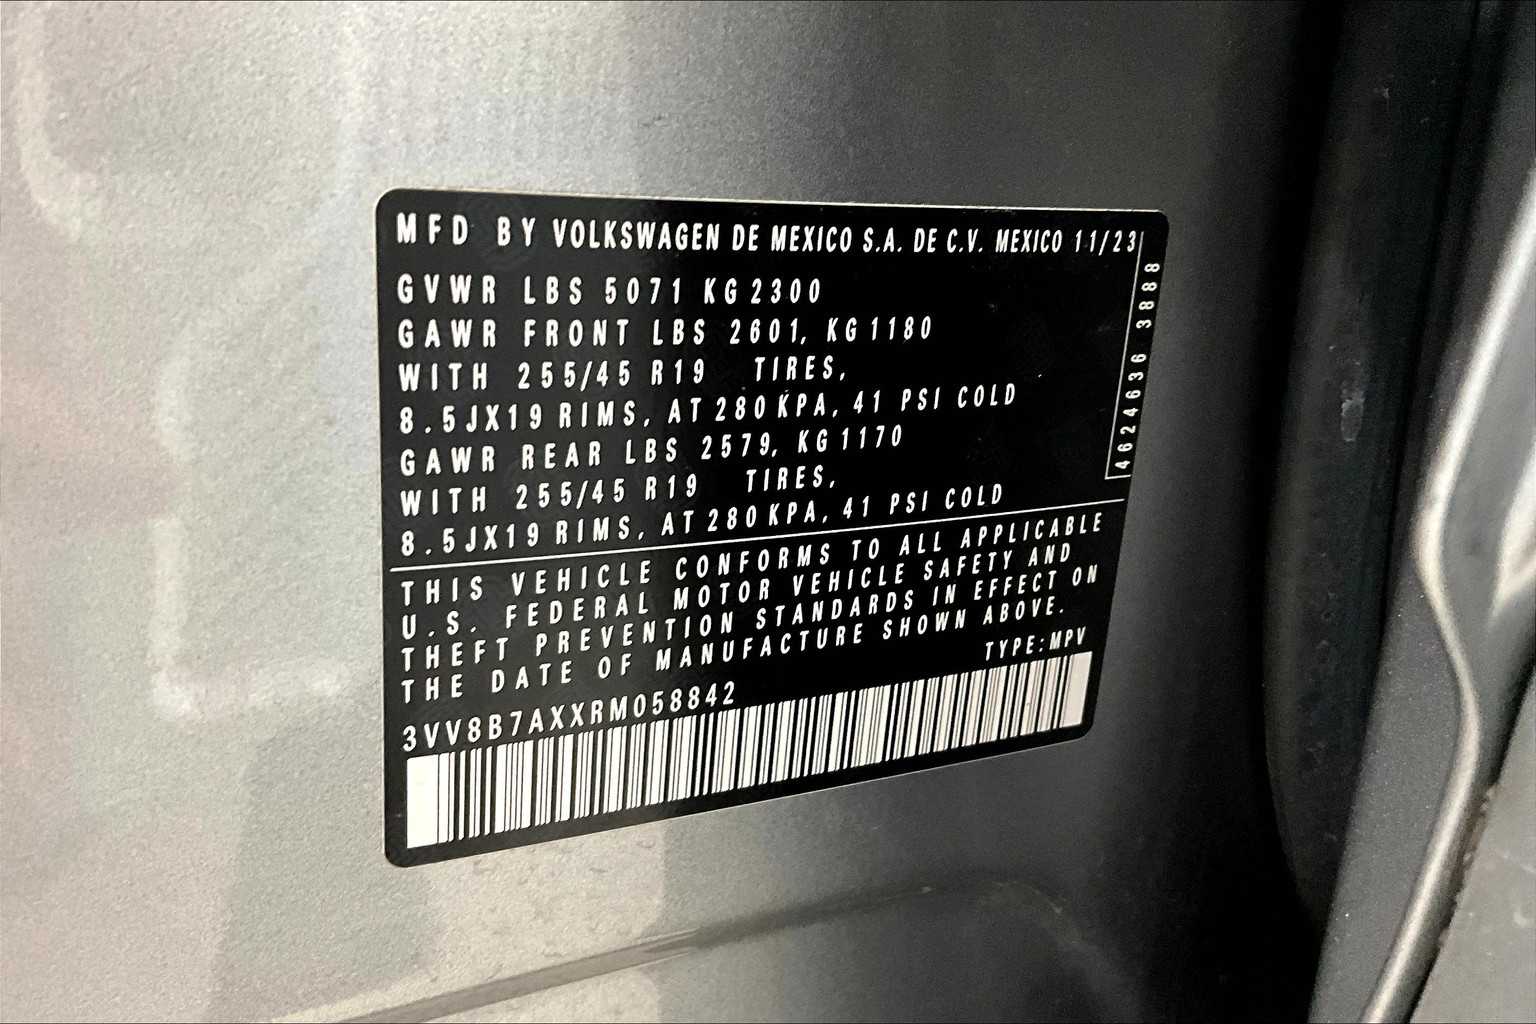 MFD BY VOLKSWAGEN DE MEXICO S.A. DE C.V. MEXICO 11/23
GVWR LBS 5071 KG 2300
GAWR FRONT LBS 2601, KG 1180
WITH 255/45 R19 TIRES,
8.5JX19 RIMS, AT 280 KPA, 41 PSI COLD
GAWR REAR LBS 2579, KG 1170
WITH 255/45 R19 TIRES,
8.5JX19 RIMS, AT 280 KPA, 41 PSI COLD
4624636 3888
THIS VEHICLE CONFORMS TO ALL APPLICABLE
U.S. FEDERAL MOTOR VEHICLE SAFETY AND
THEFT PREVENTION STANDARDS IN EFFECT ON
THE DATE OF MANUFACTURE SHOWN ABOVE.
TYPE:MPV
3VV8B7AXXRM058842